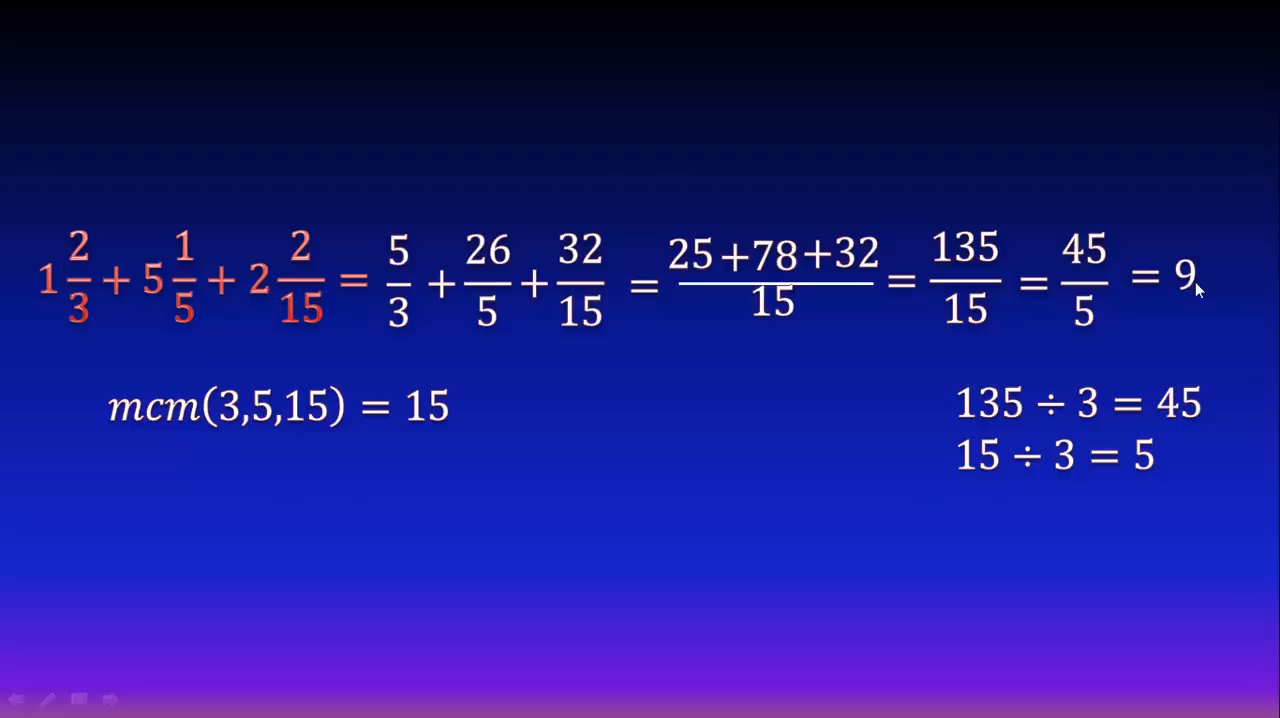 1 2/3 + 5 1/5 + 2 2/15 = 5/3 + 26/5 + 32/15 = (25+78+32)/15 = 135/15 = 45/5 = 9
mcm(3,5,15) = 15
135 ÷ 3 = 45
15 ÷ 3 = 5